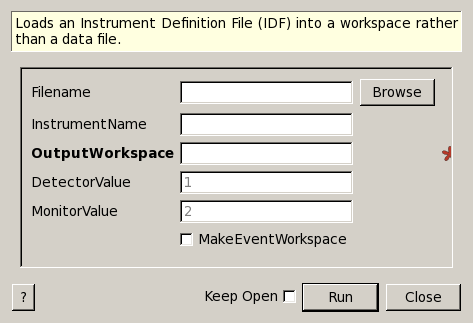 Loads an Instrument Definition File (IDF) into a workspace rather
than a data file.
Filename
Browse
InstrumentName
OutputWorkspace
DetectorValue 1
MonitorValue 2
MakeEventWorkspace
? Keep Open Run Close